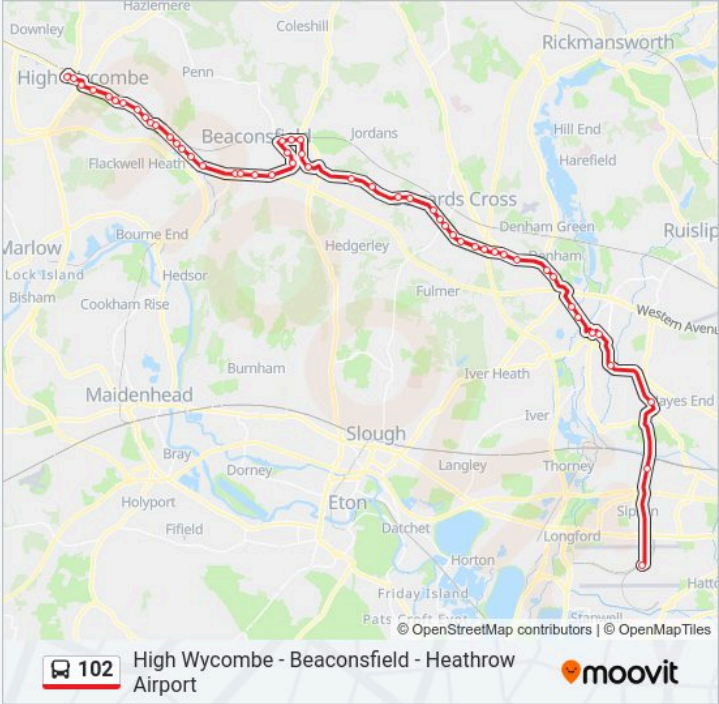 Hazlemere
Downley
Coleshill
Rickmansworth
High Wycombe
Penn
Beaconsfield
Jordans
Hill End
Harefield
Flackwell Heath
ards Cross
Denham Green
Ruislip
Bourne End
Marlow
Hedgerley
Denham
Lock Island
Hedsor
Bisham
Cookham Rise
Fulmer
Western Avenu
Burnham
Iver Heath
Maidenhead
ayes End
Iver
Slough
Bray
Dorney
Langley
Thorney
Holyport
Eton
Sip
Fifield
Datchet
Longford
Horton
Hatto
Friday Island
Stanwell
© OpenStreetMap contributors | © OpenMapTiles
102
High Wycombe - Beaconsfield - Heathrow
Airport
moovit